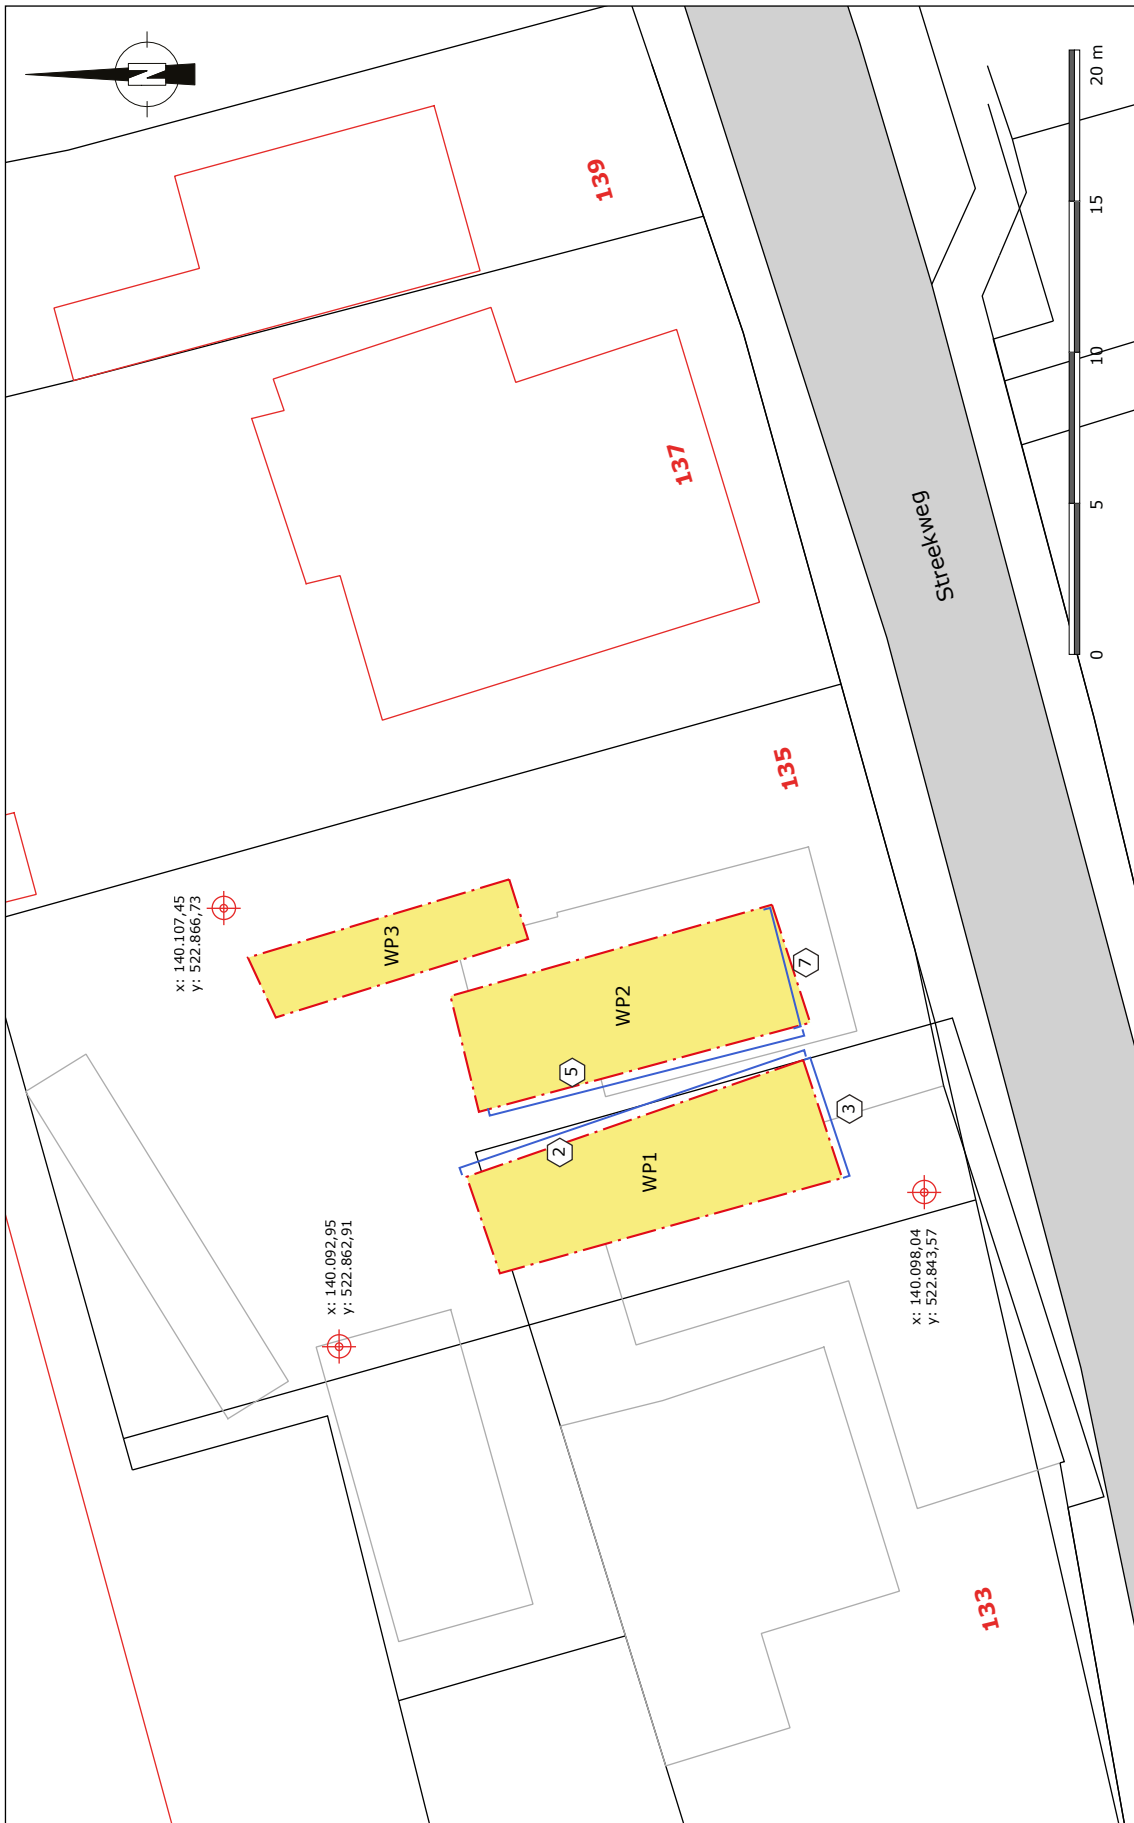 N
139
137
Streekweg
135
x: 140.107,45
y: 522.866,73
WP3
WP2
WP1
7
5
2
3
x: 140.092,95
y: 522.862,91
x: 140.098,04
y: 522.843,57
133
0
5
10
15
20 m